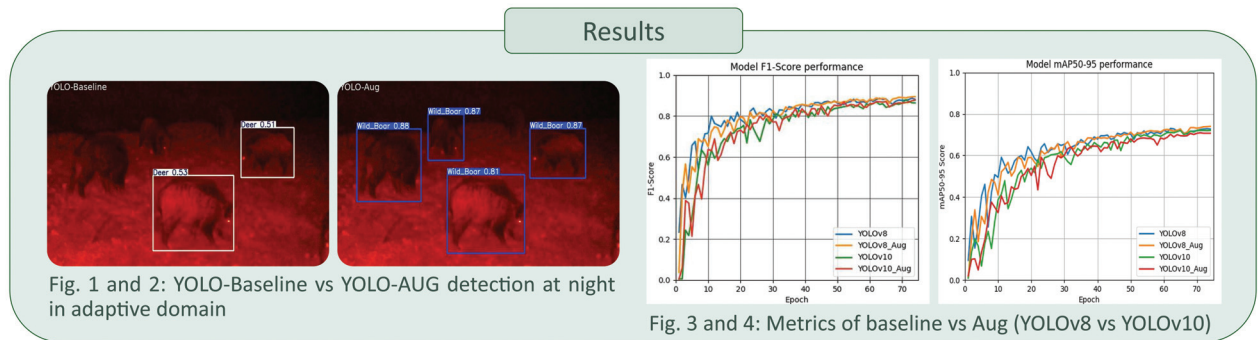 Results
YOLO-Baseline
Deer 0.51
Deer 0.53
YOLO-Aug
Wild_Boar 0.87
Wild_Boar 0.88
Wild_Boar 0.87
Wild_Boar 0.81
Fig. 1 and 2: YOLO-Baseline vs YOLO-AUG detection at night
in adaptive domain
Model F1-Score performance
1.0
0.8
0.6
0.4
0.2
0.0
F1-Score
0 10 20 30 40 50 60 70
Epoch
YOLOv8
YOLOv8_Aug
YOLOv10
YOLOv10_Aug
Model mAP50-95 performance
1.0
0.8
0.6
0.4
0.2
0.0
mAP50-95 Score
0 10 20 30 40 50 60 70
Epoch
YOLOv8
YOLOv8_Aug
YOLOv10
YOLOv10_Aug
Fig. 3 and 4: Metrics of baseline vs Aug (YOLOv8 vs YOLOv10)